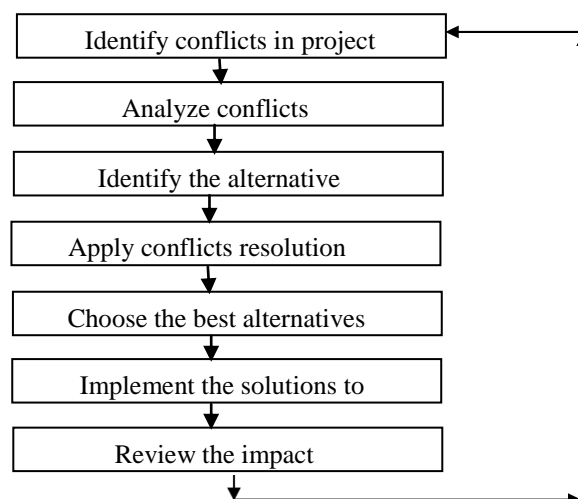 Identify conflicts in project
Analyze conflicts
Identify the alternative
Apply conflicts resolution
Choose the best alternatives
Implement the solutions to
Review the impact